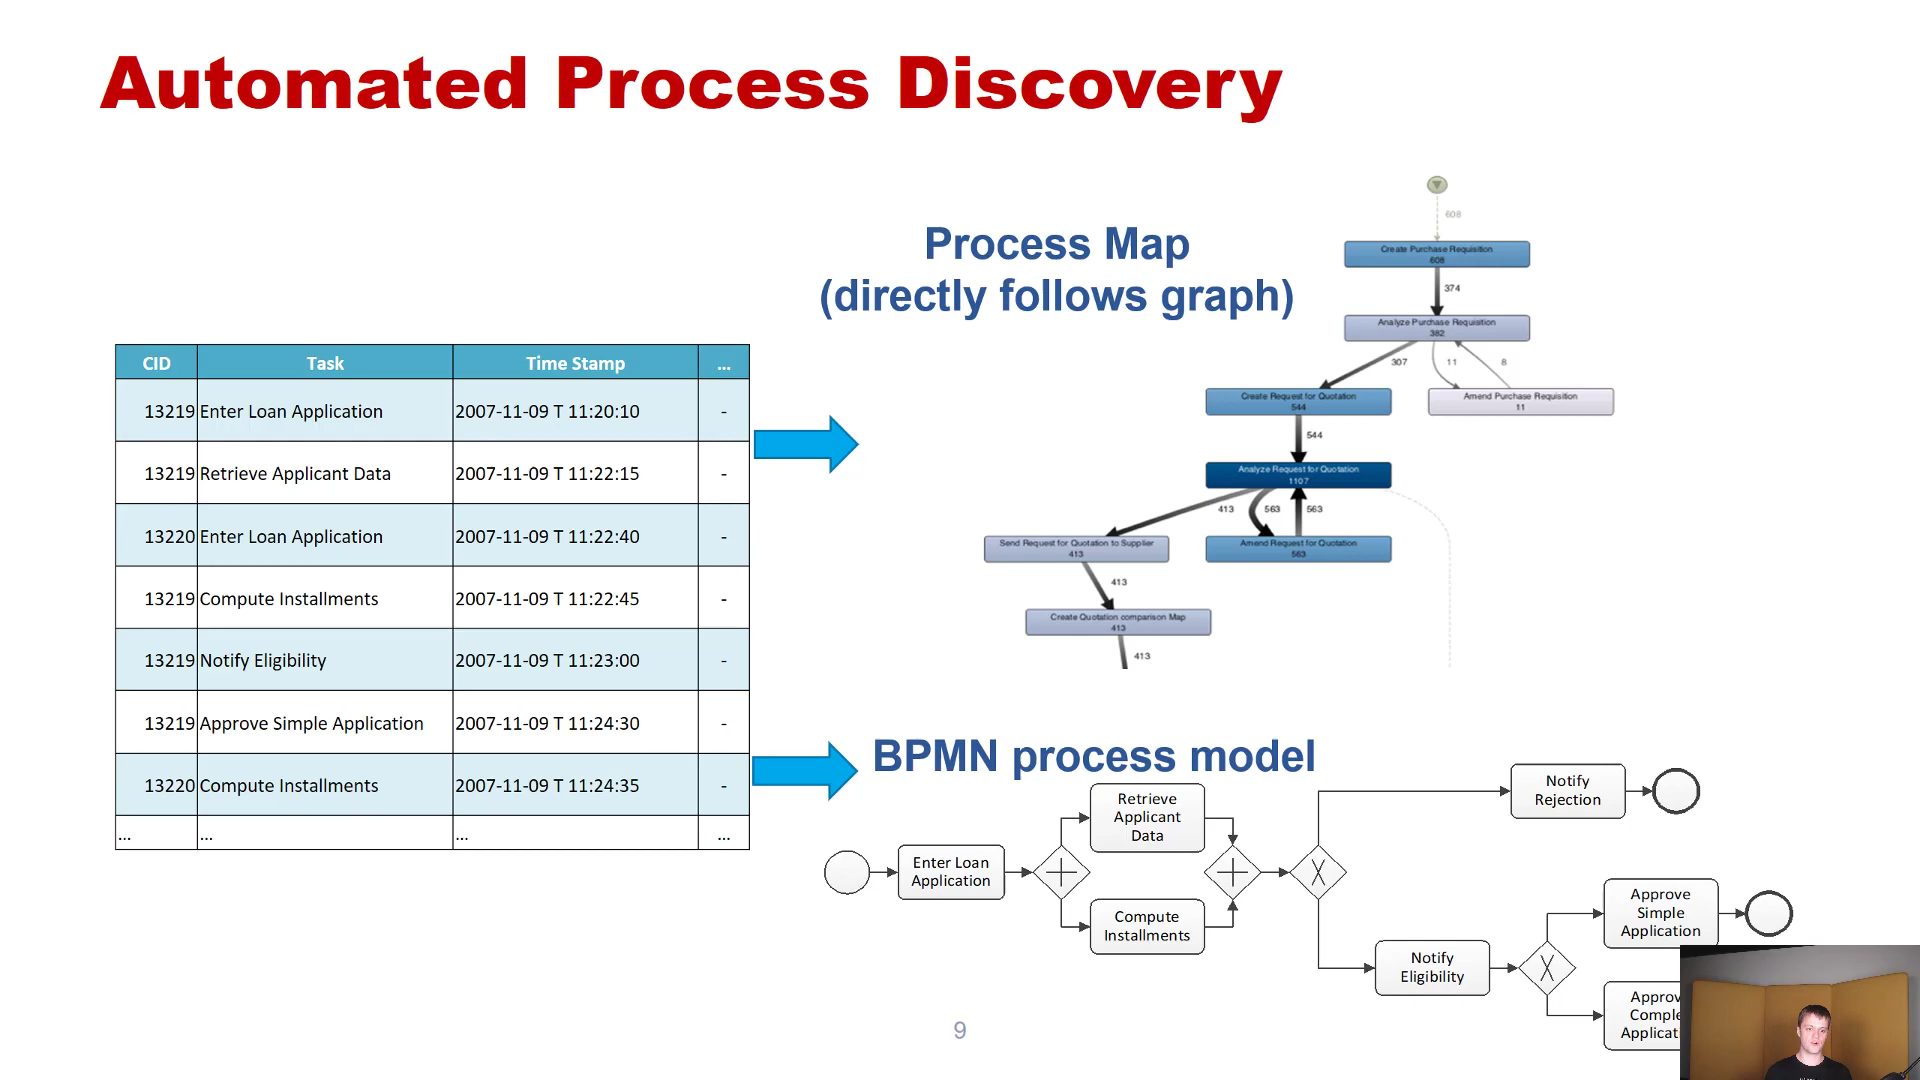 Automated Process Discovery
CID Task Time Stamp ...
13219 Enter Loan Application 2007-11-09 T 11:20:10 -
13219 Retrieve Applicant Data 2007-11-09 T 11:22:15 -
13220 Enter Loan Application 2007-11-09 T 11:22:40 -
13219 Compute Installments 2007-11-09 T 11:22:45 -
13219 Notify Eligibility 2007-11-09 T 11:23:00 -
13219 Approve Simple Application 2007-11-09 T 11:24:30 -
13220 Compute Installments 2007-11-09 T 11:24:35 -
... ... ... ...
Process Map
(directly follows graph)
608
Create Purchase Requisition
608
374
Analyze Purchase Requisition
382
307 11 8
Create Request for Quotation
544
Amend Purchase Requisition
11
544
Analyze Request for Quotation
1107
413 563 563
Send Request for Quotation to Supplier
413
Amend Request for Quotation
563
413
Create Quotation comparison Map
413
413
BPMN process model
Enter Loan
Application
Retrieve
Applicant
Data
Compute
Installments
X
Notify
Rejection
Notify
Eligibility
X
Approve
Simple
Application
Approv
Comple
Applicat
9